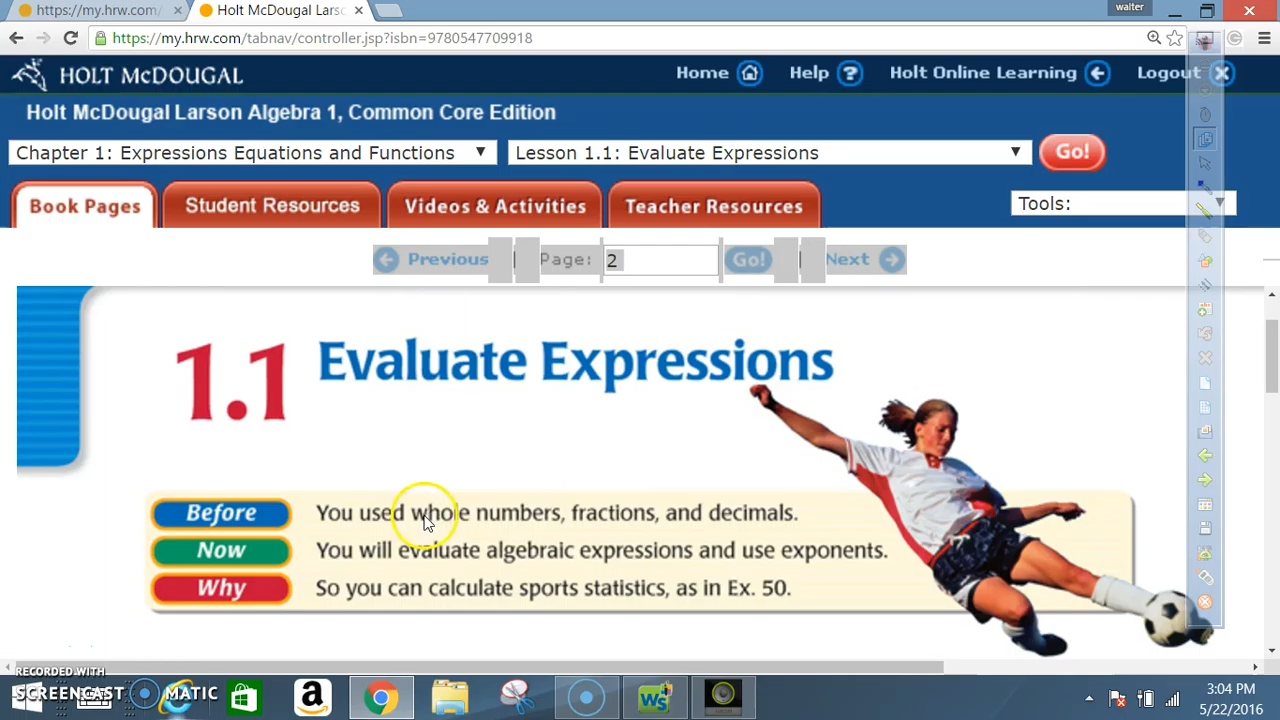 https://my.hrw.com/tabnav/ Holt McDougal Larso walter
https://my.hrw.com/tabnav/controller.jsp?isbn=9780547709918
HOLT MCDOUGAL Home Help ? Holt Online Learning Logout
Holt McDougal Larson Algebra 1, Common Core Edition
Chapter 1: Expressions Equations and Functions Lesson 1.1: Evaluate Expressions Go!
Book Pages Student Resources Videos & Activities Teacher Resources Tools:
Previous | Page: 2 Go! | Next
1.1 Evaluate Expressions
Before You used whole numbers, fractions, and decimals.
Now You will evaluate algebraic expressions and use exponents.
Why So you can calculate sports statistics, as in Ex. 50.
RECORDED WITH
SCREENCAST MATIC
3:04 PM
5/22/2016